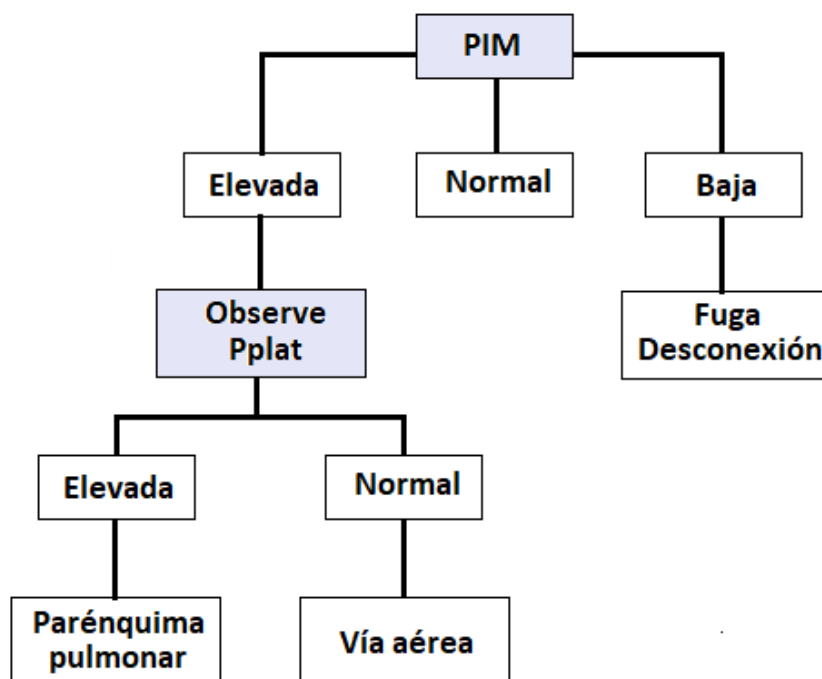 PIM
Elevada
Normal
Baja
Observe
Pplat
Fuga
Desconexión
Elevada
Normal
Parénquima
pulmonar
Vía aérea